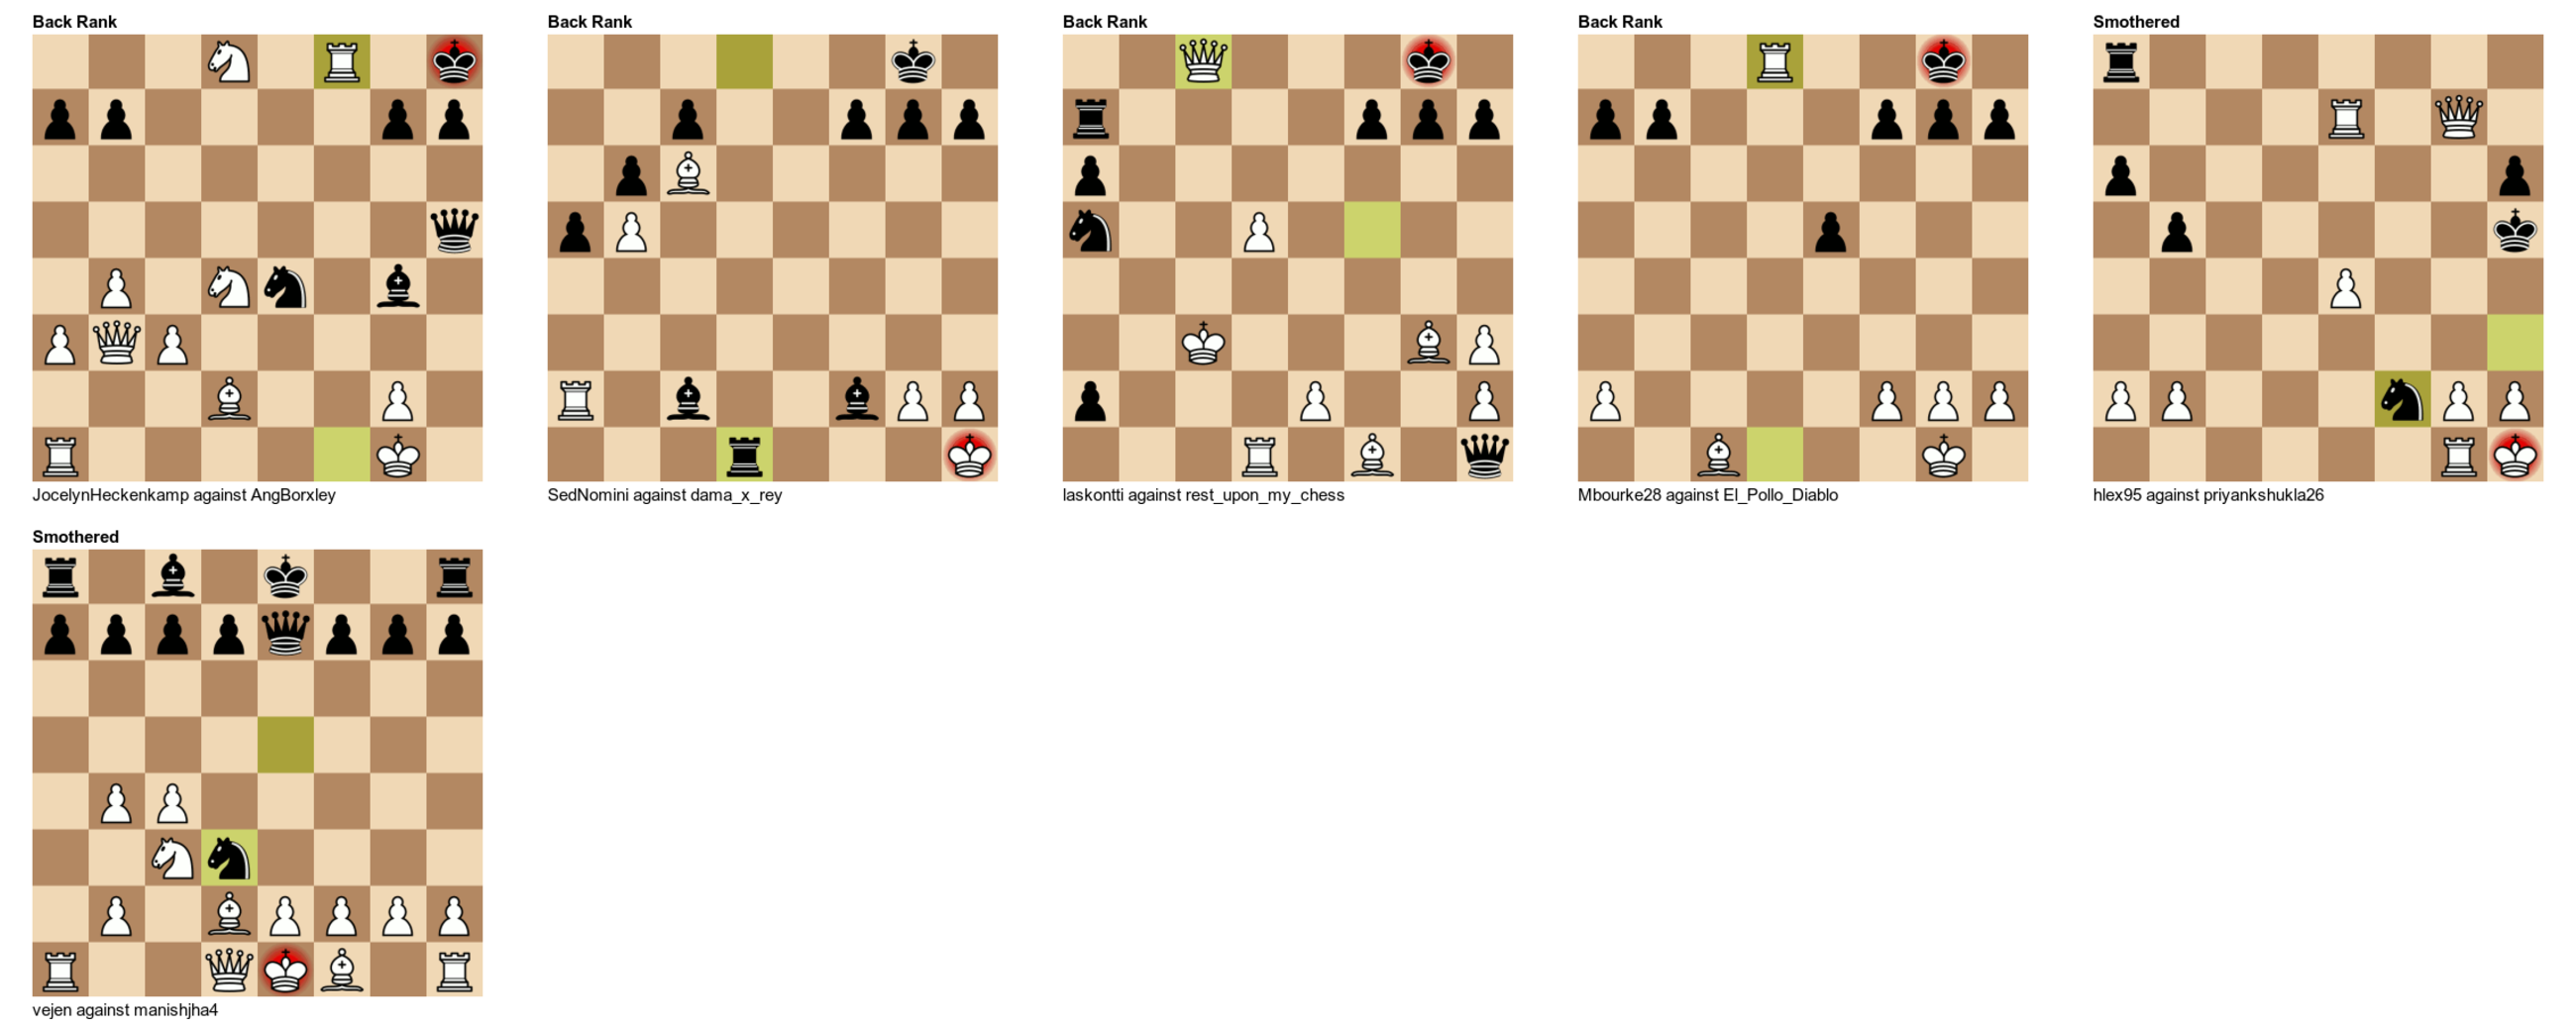 Back Rank
Back Rank
Back Rank
Back Rank
Smothered
JocelynHeckenkamp against AngBorxley
SedNomini against dama_x_rey
laskontti against rest_upon_my_chess
Mbourke28 against El_Pollo_Diablo
hlex95 against priyankshukla26
Smothered
vejen against manishjha4